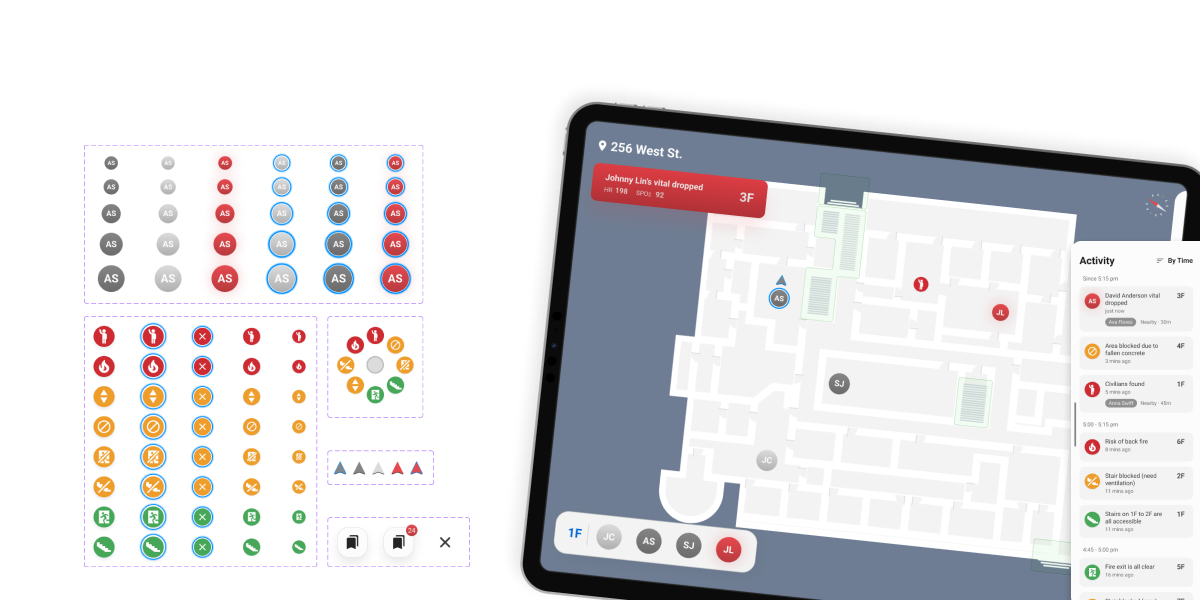 AS AS AS AS AS AS
AS AS AS AS AS AS
AS AS AS AS AS AS
AS AS AS AS AS AS
AS AS AS AS AS AS
24
256 West St.
Johnny Lin's vital dropped
HR 198 SPO2 92
3F
AS
JL
SJ
JC
1F JC AS SJ JL
Activity
By Time
Since 5:15 pm
AS
David Anderson vital
dropped
3F
just now
Ava Flores Nearby · 30m
Area blocked due to
fallen concrete
4F
3 mins ago
Civilians found
1F
5 mins ago
Anna Swift Nearby · 45m
5:00 - 5:15 pm
Risk of back fire
6F
8 mins ago
Stair blocked (need
ventilation)
2F
11 mins ago
Stairs on 1F to 2F are
all accessible
1F
11 mins ago
4:45 - 5:00 pm
Fire exit is all clear
5F
16 mins ago